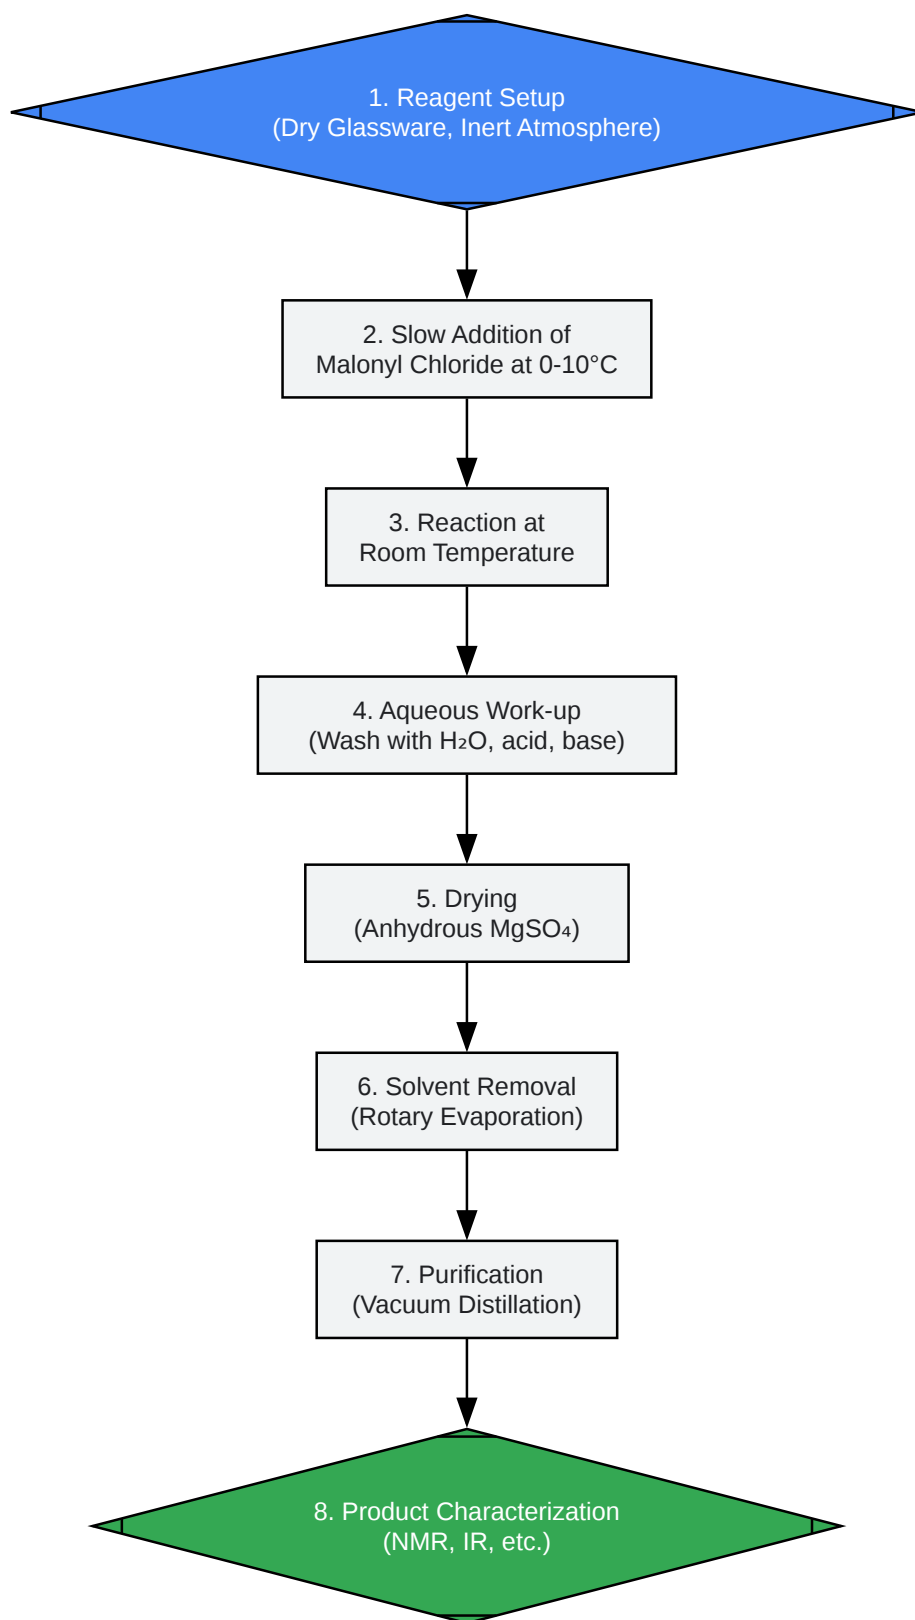 1. Reagent Setup
(Dry Glassware, Inert Atmosphere)
2. Slow Addition of
Malonyl Chloride at 0-10°C
3. Reaction at
Room Temperature
4. Aqueous Work-up
(Wash with H₂O, acid, base)
5. Drying
(Anhydrous MgSO₄)
6. Solvent Removal
(Rotary Evaporation)
7. Purification
(Vacuum Distillation)
8. Product Characterization
(NMR, IR, etc.)